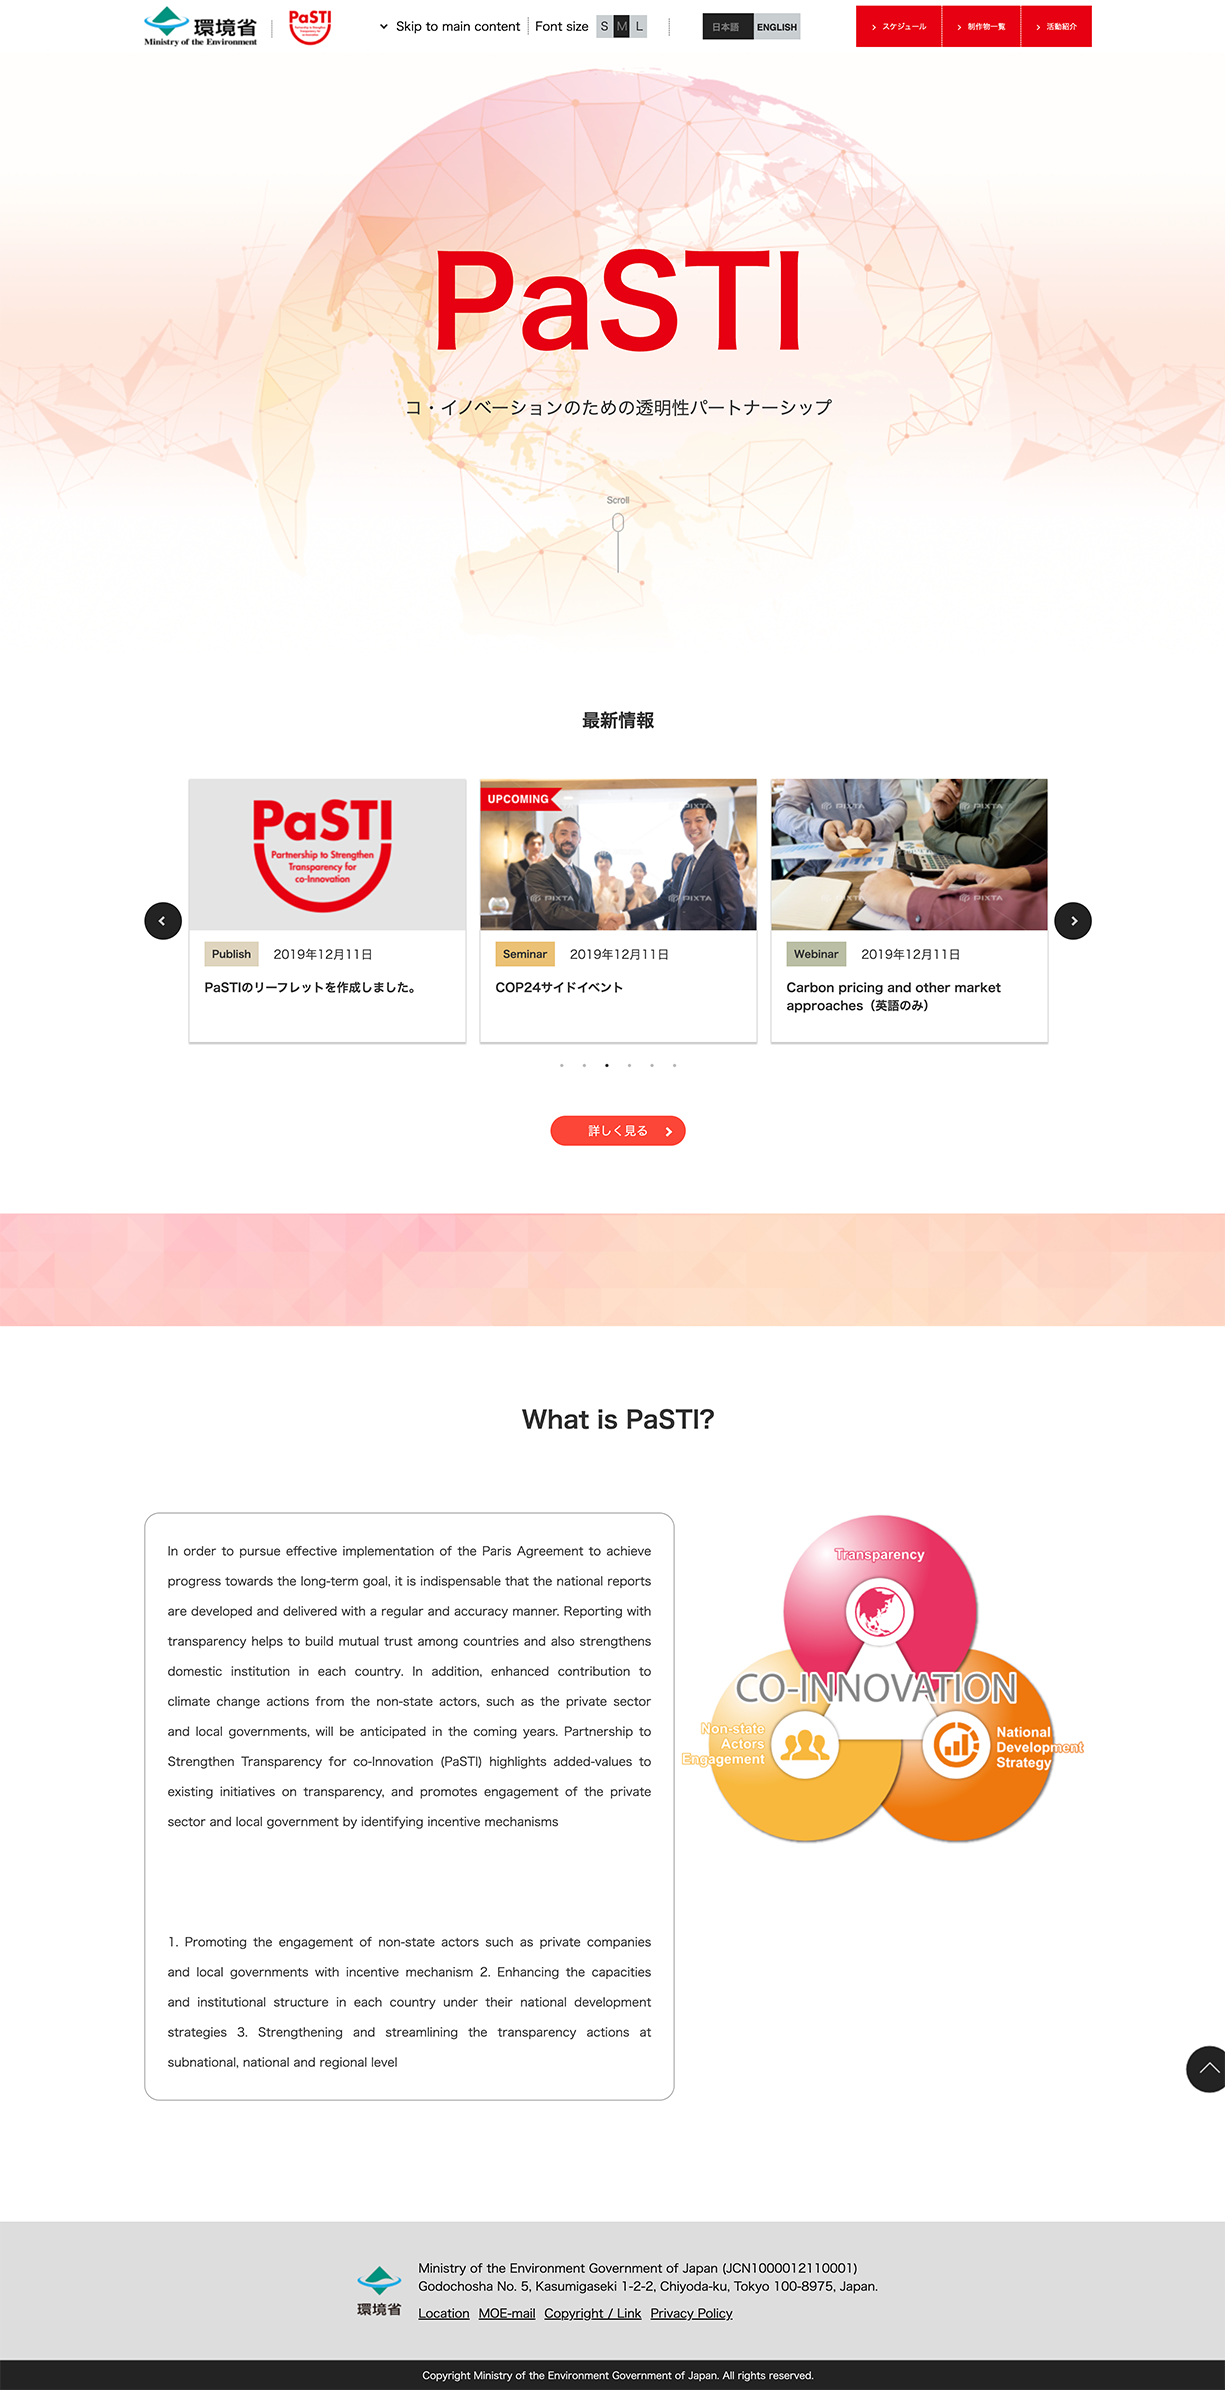 環境省
Ministry of the Environment
PaSTI
Skip to main content
Font size S M L
日本語 ENGLISH
スケジュール
制作物一覧
活動紹介
PaSTI
コ・イノベーションのための透明性パートナーシップ
Scroll
最新情報
PaSTI
Partnership to Strengthen
Transparency for
co-Innovation
Publish 2019年12月11日
PaSTIのリーフレットを作成しました。
UPCOMING
PIXTA
PIXTA
PIXTA
Seminar 2019年12月11日
COP24サイドイベント
PIXTA
PIXTA
PIXTA
Webinar 2019年12月11日
Carbon pricing and other market
approaches（英語のみ）
詳しく見る
What is PaSTI?
In order to pursue effective implementation of the Paris Agreement to achieve
progress towards the long-term goal, it is indispensable that the national reports
are developed and delivered with a regular and accuracy manner. Reporting with
transparency helps to build mutual trust among countries and also strengthens
domestic institution in each country. In addition, enhanced contribution to
climate change actions from the non-state actors, such as the private sector
and local governments, will be anticipated in the coming years. Partnership to
Strengthen Transparency for co-Innovation (PaSTI) highlights added-values to
existing initiatives on transparency, and promotes engagement of the private
sector and local government by identifying incentive mechanisms
1. Promoting the engagement of non-state actors such as private companies
and local governments with incentive mechanism 2. Enhancing the capacities
and institutional structure in each country under their national development
strategies 3. Strengthening and streamlining the transparency actions at
subnational, national and regional level
Transparency
CO-INNOVATION
Non-state
Actors
Engagement
National
Development
Strategy
環境省
Ministry of the Environment Government of Japan (JCN1000012110001)
Godochosha No. 5, Kasumigaseki 1-2-2, Chiyoda-ku, Tokyo 100-8975, Japan.
Location MOE-mail Copyright / Link Privacy Policy
Copyright Ministry of the Environment Government of Japan. All rights reserved.